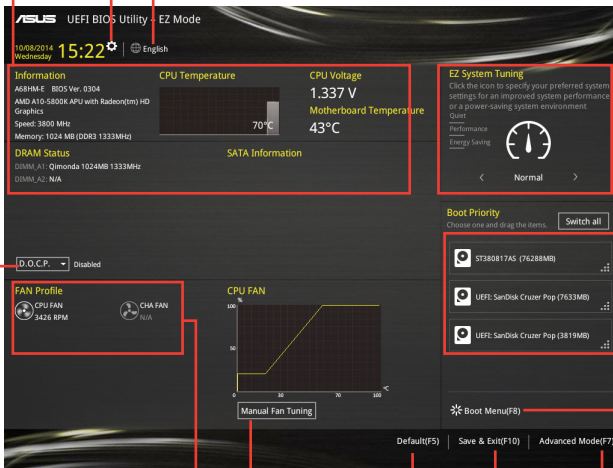 ASUS UEFI BIOS Utility – EZ Mode
10/08/2014
Wednesday
15:22
English
Information
A68HM-E BIOS Ver. 0304
AMD A10-5800K APU with Radeon(tm) HD
Graphics
Speed: 3800 MHz
Memory: 1024 MB (DDR3 1333MHz)
CPU Temperature
70°C
CPU Voltage
1.337 V
Motherboard Temperature
43°C
EZ System Tuning
Click the icon to specify your preferred system
settings for an improved system performance
or a power-saving system environment
Quiet
Performance
Energy Saving
< Normal >
DRAM Status
DIMM_A1: Qimonda 1024MB 1333MHz
DIMM_A2: N/A
SATA Information
Boot Priority
Choose one and drag the items.
Switch all
ST380817AS (76288MB)
UEFI: SanDisk Cruzer Pop (7633MB)
UEFI: SanDisk Cruzer Pop (3819MB)
D.O.C.P. Disabled
FAN Profile
CPU FAN
3426 RPM
CHA FAN
N/A
CPU FAN
%
100
50
0 30 70 100
°C
Manual Fan Tuning
Boot Menu(F8)
Default(F5) | Save & Exit(F10) | Advanced Mode(F7)